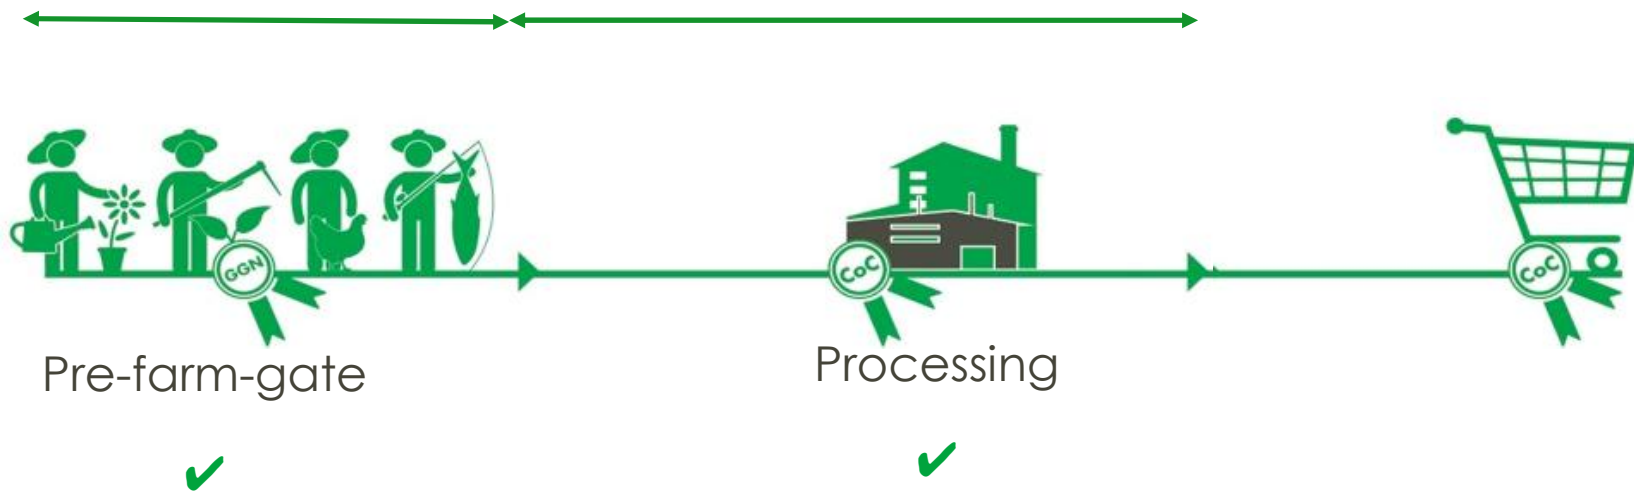 GGN
CoC
CoC
Pre-farm-gate
Processing